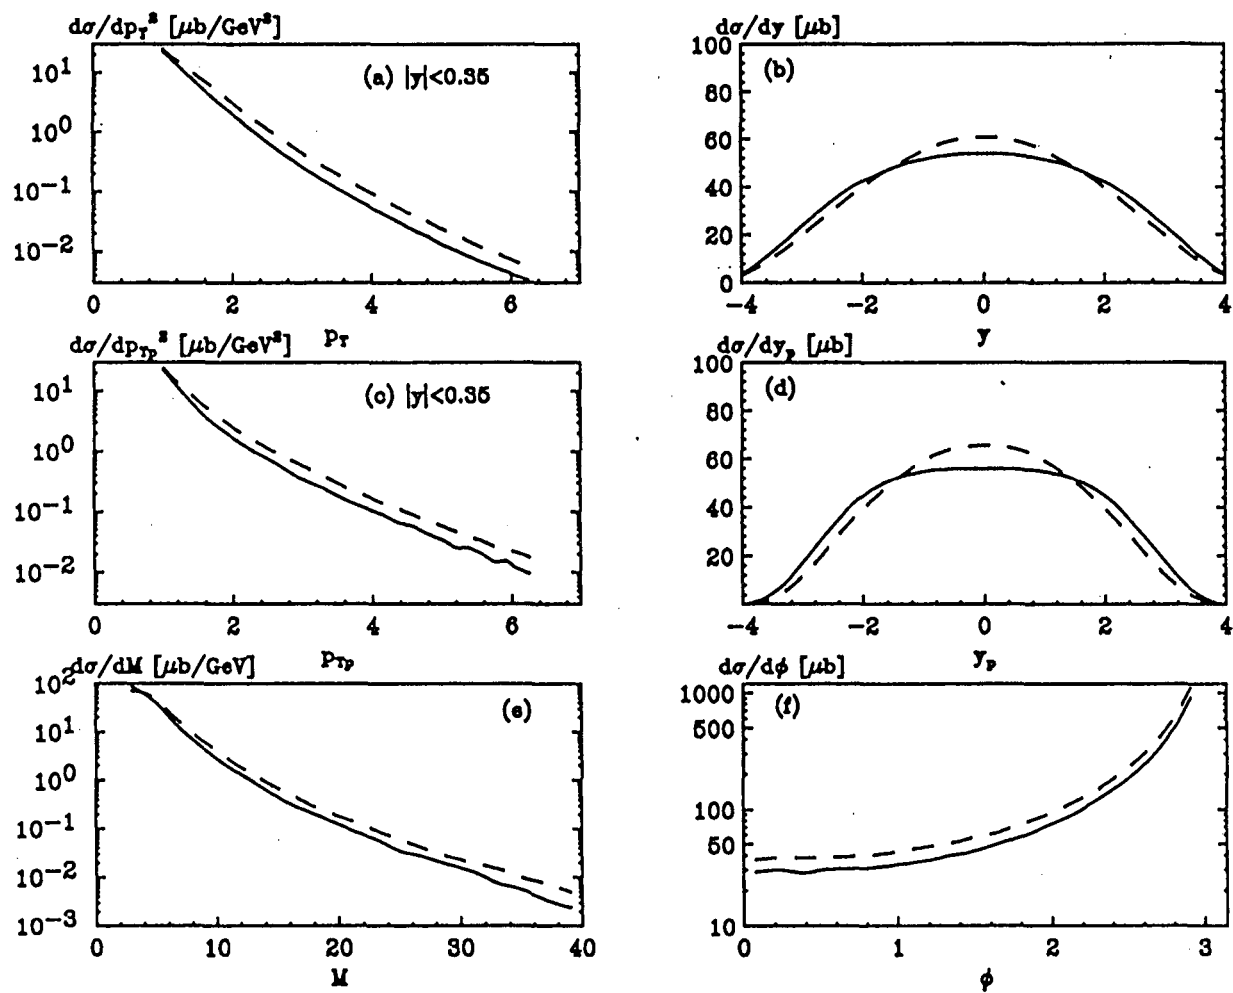 dσ/dp_T² [μb/GeV²]
(a) |y|<0.35
10¹
10⁰
10⁻¹
10⁻²
0 2 4 6
p_T
dσ/dy [μb]
(b)
100
80
60
40
20
0
-4 -2 0 2 4
y
dσ/dp_Tp² [μb/GeV²]
(c) |y|<0.35
10¹
10⁰
10⁻¹
10⁻²
0 2 4 6
p_Tp
dσ/dy_p [μb]
(d)
100
80
60
40
20
-4 -2 0 2 4
y_p
dσ/dM [μb/GeV]
(e)
10²
10¹
10⁰
10⁻¹
10⁻²
10⁻³
0 10 20 30 40
M
dσ/dϕ [μb]
(f)
1000
500
100
50
10
0 1 2 3
ϕ